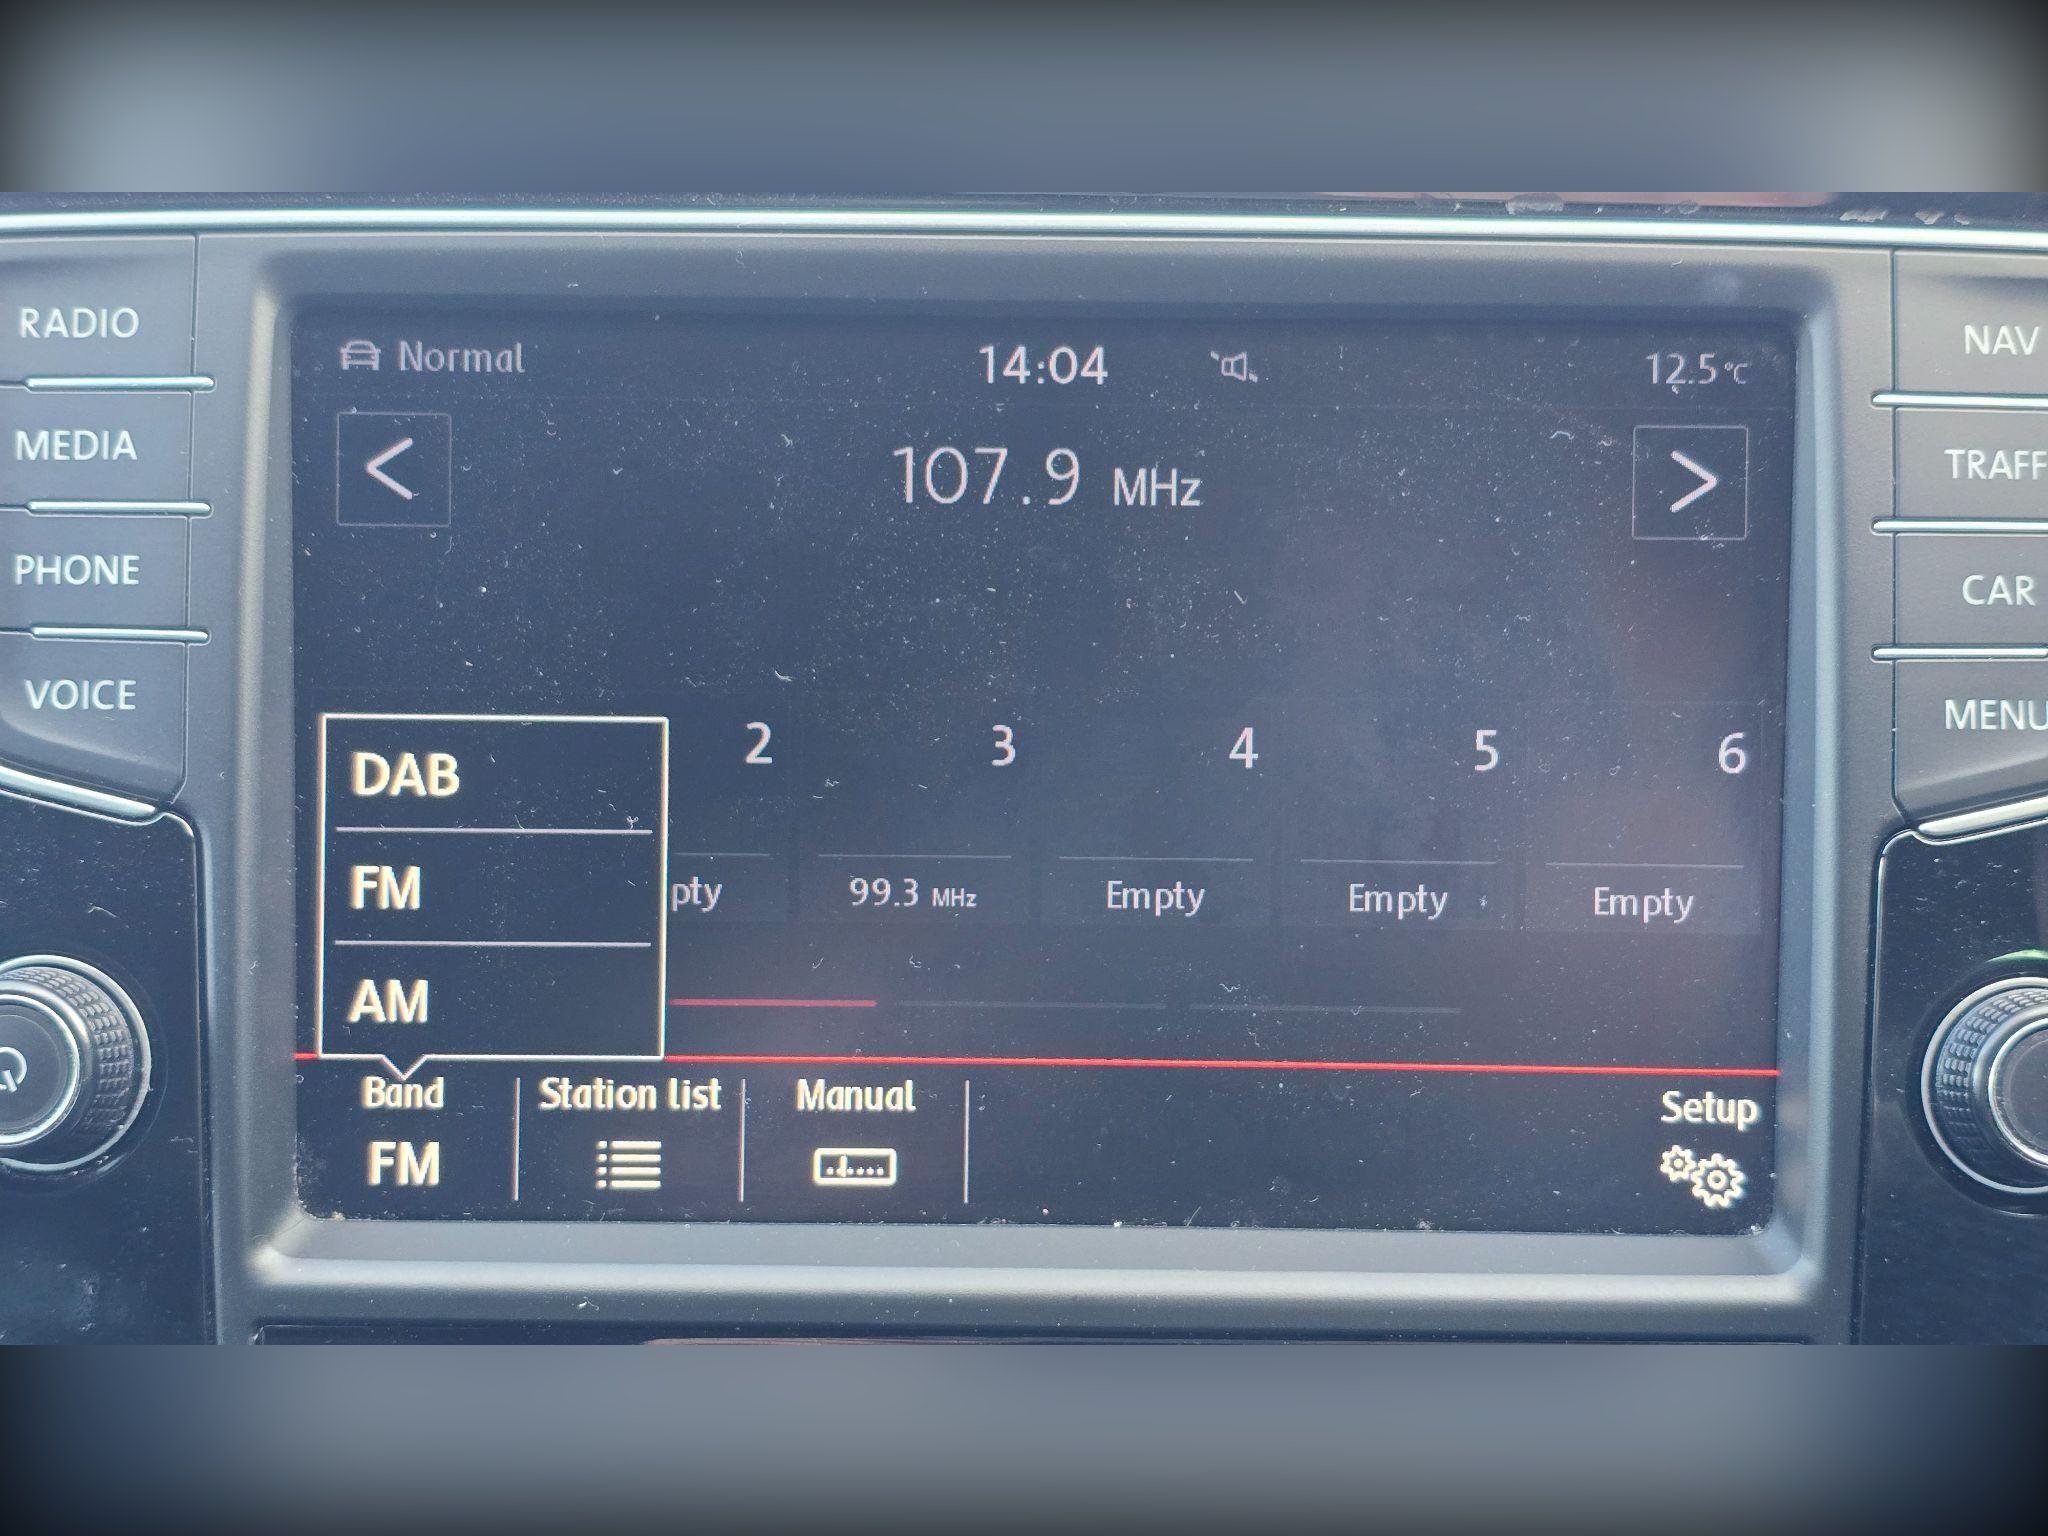 RADIO
MEDIA
PHONE
VOICE
Normal
14:04
12.5 °C
<
107.9 MHz
>
2 3 4 5 6
DAB
FM
AM
pty
99.3 MHz
Empty
Empty
Empty
Band
FM
Station list
Manual
Setup
NAV
TRAFF
CAR
MENU